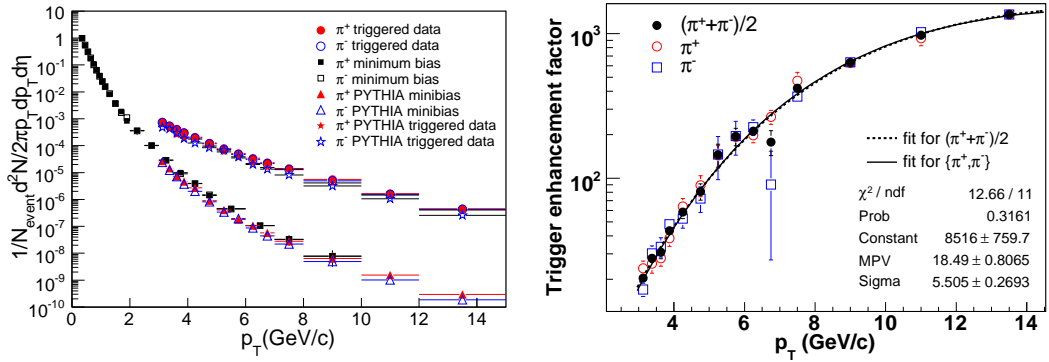 1/N_event d²N/2πp_T dp_T dη
10
1
10⁻¹
10⁻²
10⁻³
10⁻⁴
10⁻⁵
10⁻⁶
10⁻⁷
10⁻⁸
10⁻⁹
10⁻¹⁰
π⁺ triggered data
π⁻ triggered data
π⁺ minimum bias
π⁻ minimum bias
π⁺ PYTHIA minibias
π⁻ PYTHIA minibias
π⁺ PYTHIA triggered data
π⁻ PYTHIA triggered data
0 2 4 6 8 10 12 14
p_T(GeV/c)
Trigger enhancement factor
10³
10²
(π⁺+π⁻)/2
π⁺
π⁻
fit for (π⁺+π⁻)/2
fit for {π⁺,π⁻}
χ² / ndf 12.66 / 11
Prob 0.3161
Constant 8516 ± 759.7
MPV 18.49 ± 0.8065
Sigma 5.505 ± 0.2693
4 6 8 10 12 14
p_T (GeV/c)